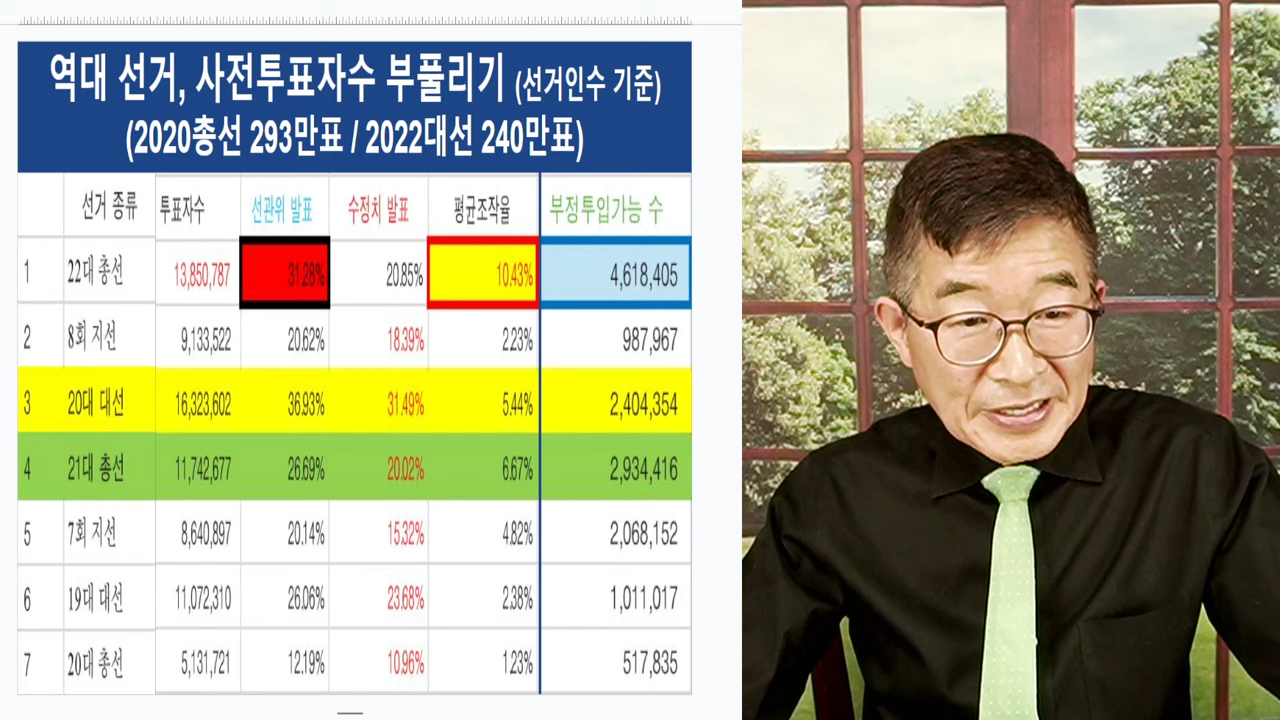 역대 선거, 사전투표자수 부풀리기 (선거인수 기준)
(2020총선 293만표 / 2022대선 240만표)
선거 종류 투표자수 선관위 발표 수정치 발표 평균조작율 부정투입가능 수
1 22대 총선 13,850,787 31.28% 20.85% 10.43% 4,618,405
2 8회 지선 9,133,522 20.62% 18.39% 2.23% 987,967
3 20대 대선 16,323,602 36.93% 31.49% 5.44% 2,404,354
4 21대 총선 11,742,677 26.69% 20.02% 6.67% 2,934,416
5 7회 지선 8,640,897 20.14% 15.32% 4.82% 2,068,152
6 19대 대선 11,072,310 26.06% 23.68% 2.38% 1,011,017
7 20대 총선 5,131,721 12.19% 10.96% 1.23% 517,835